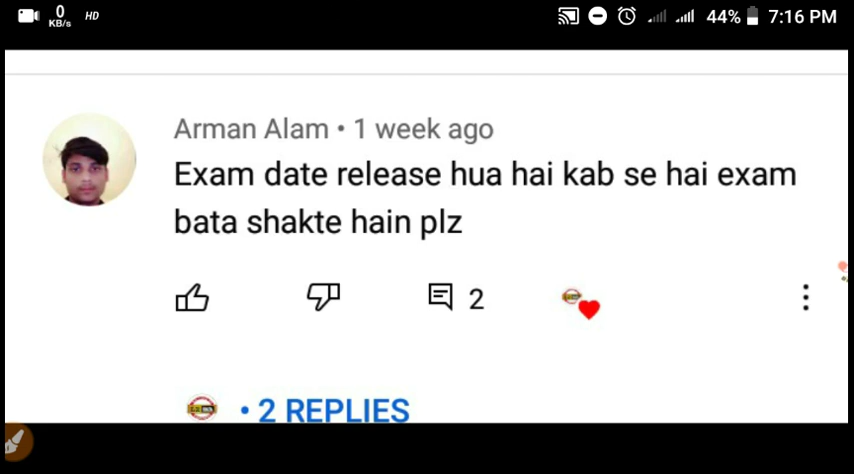 0 KB/s HD 44% 7:16 PM
Arman Alam • 1 week ago
Exam date release hua hai kab se hai exam
bata shakte hain plz
2
• 2 REPLIES